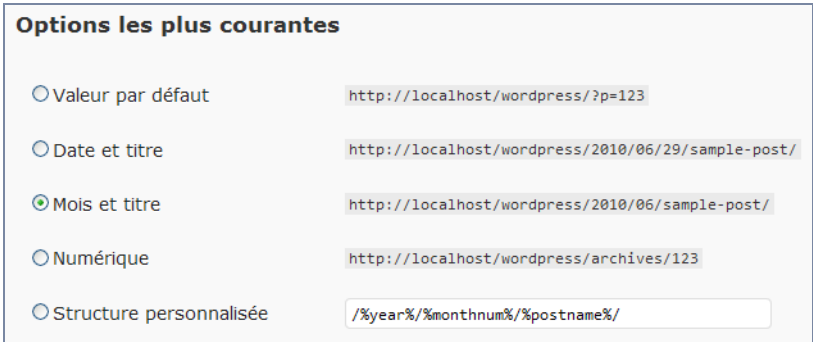 Options les plus courantes
Valeur par défaut http://localhost/wordpress/?p=123
Date et titre http://localhost/wordpress/2010/06/29/sample-post/
Mois et titre http://localhost/wordpress/2010/06/sample-post/
Numérique http://localhost/wordpress/archives/123
Structure personnalisée /%year%/%monthnum%/%postname%/